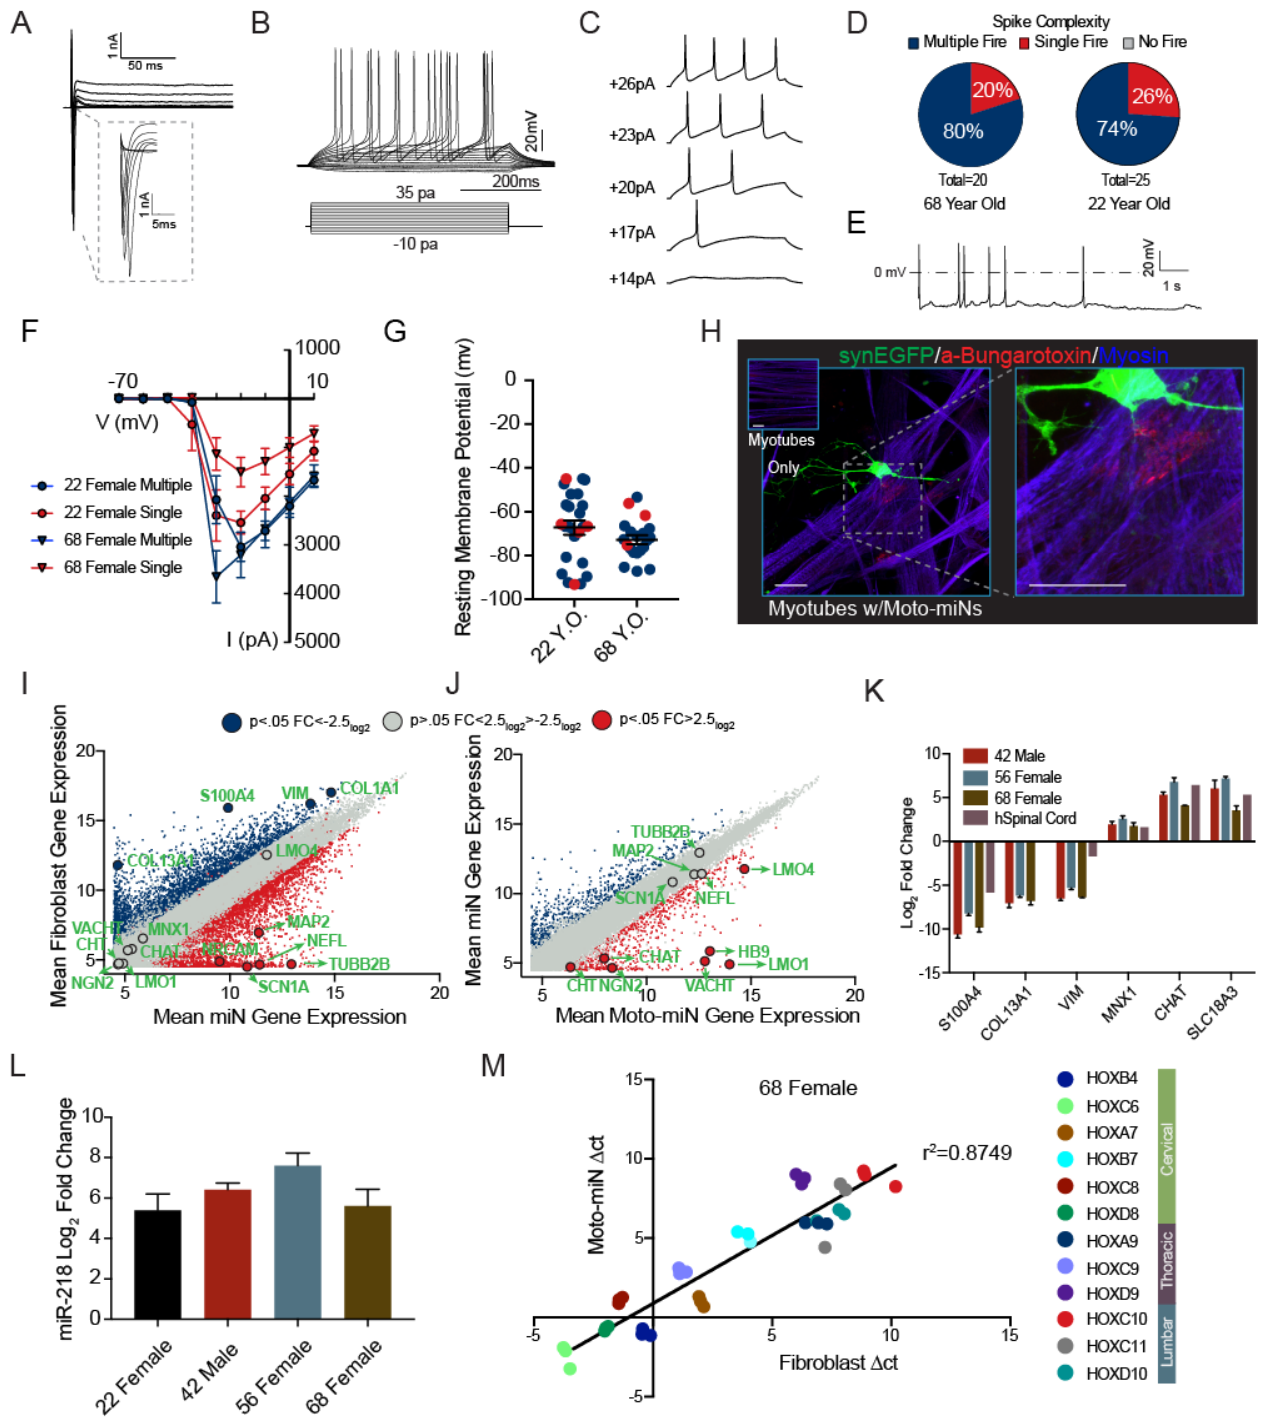 A
1 nA
50 ms
1 nA
5ms
B
20mV
200ms
35 pa
-10 pa
C
+26pA
+23pA
+20pA
+17pA
+14pA
D
Spike Complexity
Multiple Fire
Single Fire
No Fire
20%
80%
Total=20
68 Year Old
26%
74%
Total=25
22 Year Old
E
0 mV
20 mV
1 s
F
-70
1000
10
V (mV)
3000
4000
5000
I (pA)
22 Female Multiple
22 Female Single
68 Female Multiple
68 Female Single
G
Resting Membrane Potential (mv)
0
-20
-40
-60
-80
-100
22 Y.O.
68 Y.O.
H
synEGFP/a-Bungarotoxin/Myosin
Myotubes
Only
Myotubes w/Moto-miNs
I
p<.05 FC<-2.5log2
p>.05 FC<2.5log2>-2.5log2
p<.05 FC>2.5log2
Mean Fibroblast Gene Expression
20
15
10
5
S100A4
VIM
COL1A1
COL13A1
LMO4
VACHT
MNX1
CHT
CHAT
NRCAM
MAP2
NEFL
TUBB2B
NGN2
LMO1
SCN1A
5
10
15
20
Mean miN Gene Expression
J
Mean miN Gene Expression
20
15
10
5
TUBB2B
MAP2
LMO4
SCN1A
NEFL
CHAT
HB9
LMO1
CHT
NGN2
VACHT
5
10
15
20
Mean Moto-miN Gene Expression
K
Log2 Fold Change
10
5
0
-5
-10
-15
42 Male
56 Female
68 Female
hSpinal Cord
S100A4
COL13A1
VIM
MNX1
CHAT
SLC18A3
L
miR-218 Log2 Fold Change
10
8
6
4
2
0
22 Female
42 Male
56 Female
68 Female
M
68 Female
r²=0.8749
Moto-miN Δct
15
10
5
-5
-5
5
10
15
Fibroblast Δct
HOXB4
HOXC6
HOXA7
HOXB7
HOXC8
HOXD8
HOXA9
HOXC9
HOXD9
HOXC10
HOXC11
HOXD10
Cervical
Thoracic
Lumbar